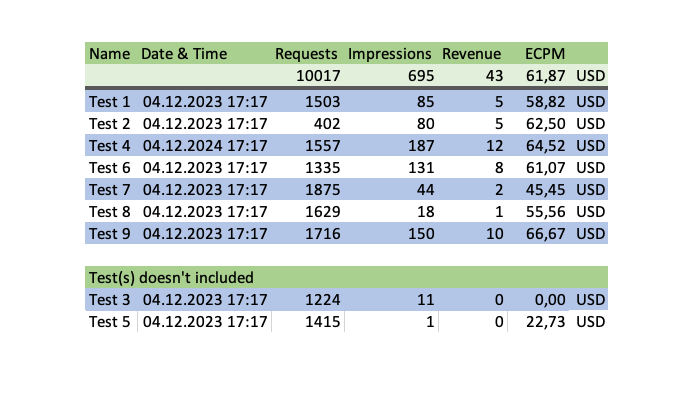 Name Date & Time Requests Impressions Revenue ECPM
10017 695 43 61,87 USD
Test 1 04.12.2023 17:17 1503 85 5 58,82 USD
Test 2 04.12.2023 17:17 402 80 5 62,50 USD
Test 4 04.12.2024 17:17 1557 187 12 64,52 USD
Test 6 04.12.2023 17:17 1335 131 8 61,07 USD
Test 7 04.12.2023 17:17 1875 44 2 45,45 USD
Test 8 04.12.2023 17:17 1629 18 1 55,56 USD
Test 9 04.12.2023 17:17 1716 150 10 66,67 USD
Test(s) doesn't included
Test 3 04.12.2023 17:17 1224 11 0 0,00 USD
Test 5 04.12.2023 17:17 1415 1 0 22,73 USD